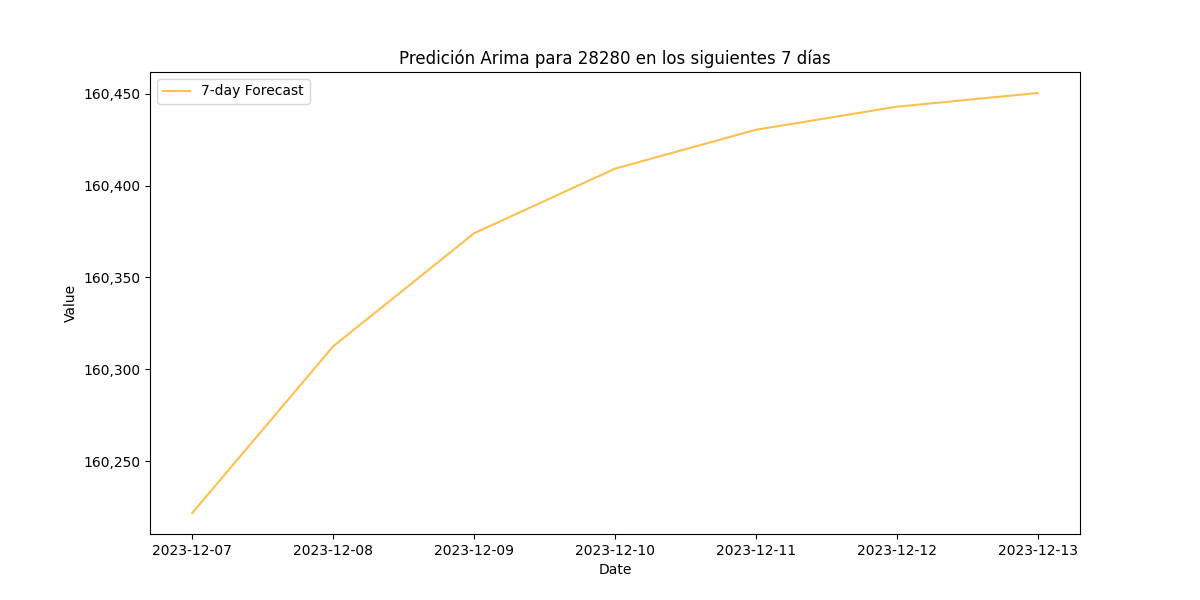 Predición Arima para 28280 en los siguientes 7 días
7-day Forecast
160,450
160,400
160,350
160,300
160,250
Value
2023-12-07 2023-12-08 2023-12-09 2023-12-10 2023-12-11 2023-12-12 2023-12-13
Date